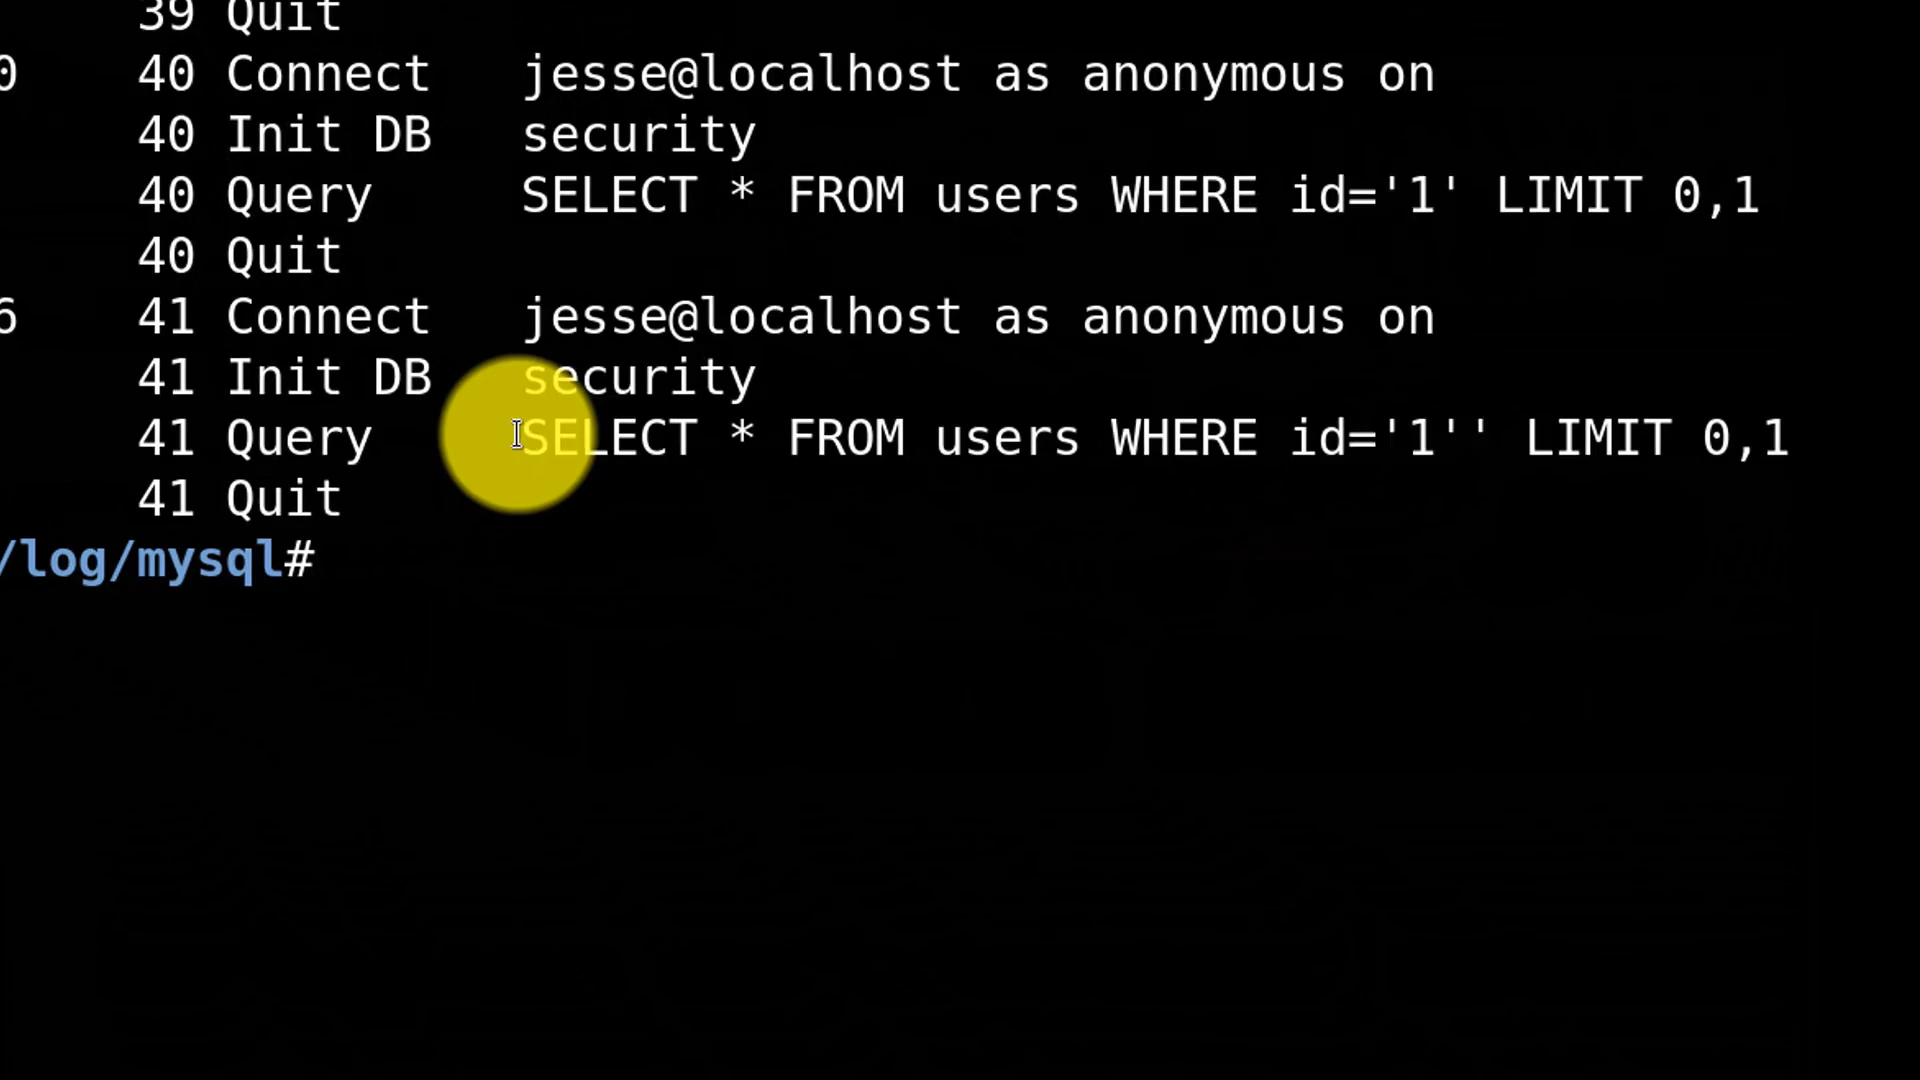 39 Quit
0 40 Connect jesse@localhost as anonymous on
40 Init DB security
40 Query SELECT * FROM users WHERE id='1' LIMIT 0,1
40 Quit
6 41 Connect jesse@localhost as anonymous on
41 Init DB security
41 Query SELECT * FROM users WHERE id='1'' LIMIT 0,1
41 Quit
/log/mysql#